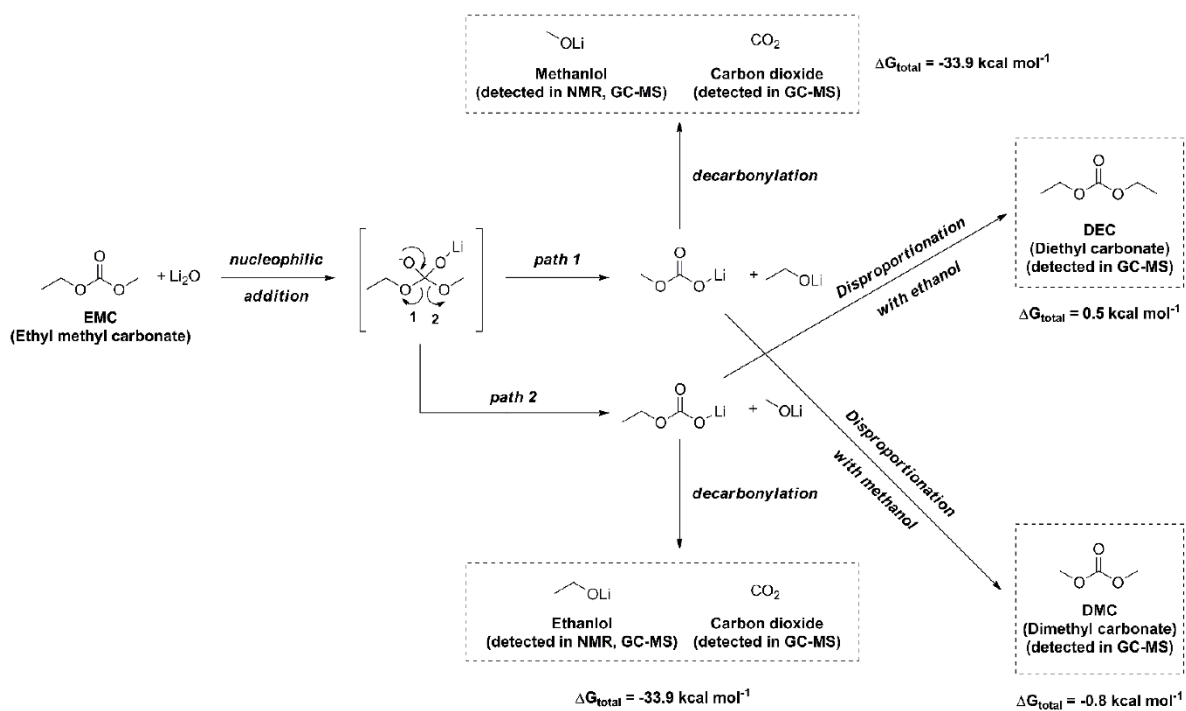 OLi
Methanlol
(detected in NMR, GC-MS)
CO2
Carbon dioxide
(detected in GC-MS)
ΔGtotal = -33.9 kcal mol-1
decarbonylation
O
O O
DEC
(Diethyl carbonate)
(detected in GC-MS)
ΔGtotal = 0.5 kcal mol-1
Disproportionation
with ethanol
O
O O
EMC
(Ethyl methyl carbonate)
+ Li2O
nucleophilic
addition
Li
-O O
O O
1 2
path 1
O
O O Li
+
OLi
path 2
O
O O Li
+
OLi
Disproportionation
with methanol
decarbonylation
OLi
Ethanlol
(detected in NMR, GC-MS)
CO2
Carbon dioxide
(detected in GC-MS)
ΔGtotal = -33.9 kcal mol-1
O
O O
DMC
(Dimethyl carbonate)
(detected in GC-MS)
ΔGtotal = -0.8 kcal mol-1